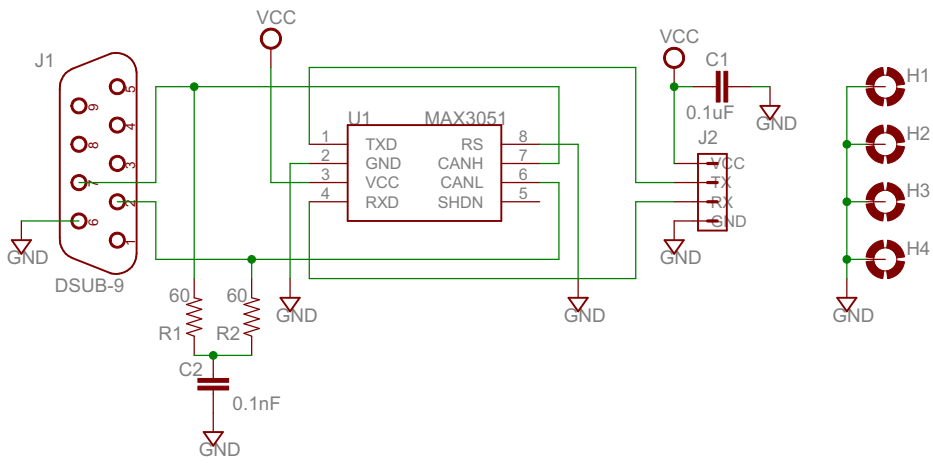 VCC
J1
5
9
4
8
3
7
2
6
1
GND
DSUB-9
U1 MAX3051
1 TXD RS 8
2 GND CANH 7
3 VCC CANL 6
4 RXD SHDN 5
60 60
R1 R2
GND
GND
C2
0.1nF
GND
VCC
C1
0.1uF
GND
J2
VCC
TX
RX
GND
GND
H1
H2
H3
H4
GND